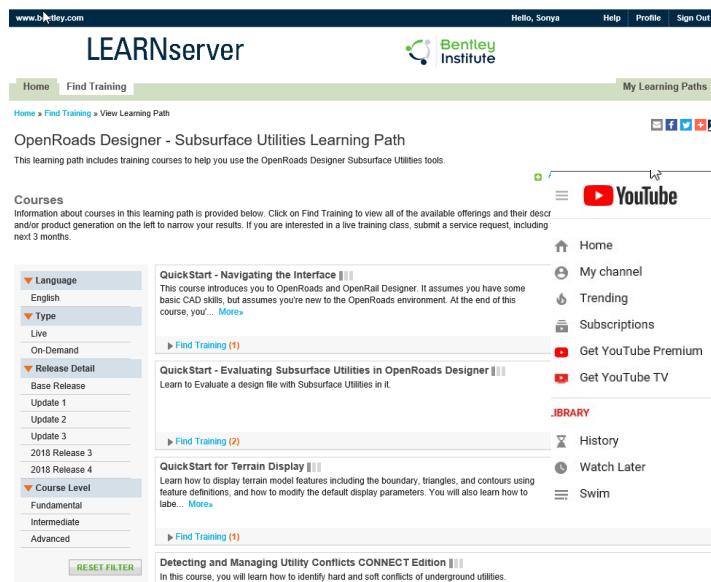 www.bentley.com
Hello, Sonya Help Profile Sign Out
LEARNserver
Bentley
Institute
Home Find Training
My Learning Paths
Home » Find Training » View Learning Path
OpenRoads Designer - Subsurface Utilities Learning Path
This learning path includes training courses to help you use the OpenRoads Designer Subsurface Utilities tools.
Courses
Information about courses in this learning path is provided below. Click on Find Training to view all of the available offerings and their descr
and/or product generation on the left to narrow your results. If you are interested in a live training class, submit a service request, including
next 3 months.
Language
English
Type
Live
On-Demand
Release Detail
Base Release
Update 1
Update 2
Update 3
2018 Release 3
2018 Release 4
Course Level
Fundamental
Intermediate
Advanced
RESET FILTER
QuickStart - Navigating the Interface
This course introduces you to OpenRoads and OpenRail Designer. It assumes you have some
basic CAD skills, but assumes you're new to the OpenRoads environment. At the end of this
course, you'... More»
Find Training (1)
QuickStart - Evaluating Subsurface Utilities in OpenRoads Designer
Learn to Evaluate a design file with Subsurface Utilities in it.
Find Training (2)
QuickStart for Terrain Display
Learn how to display terrain model features including the boundary, triangles, and contours using
feature definitions, and how to modify the default display parameters. You will also learn how to
labe... More»
Find Training (1)
Detecting and Managing Utility Conflicts CONNECT Edition
In this course, you will learn how to identify hard and soft conflicts of underground utilities.
YouTube
Home
My channel
Trending
Subscriptions
Get YouTube Premium
Get YouTube TV
LIBRARY
History
Watch Later
Swim